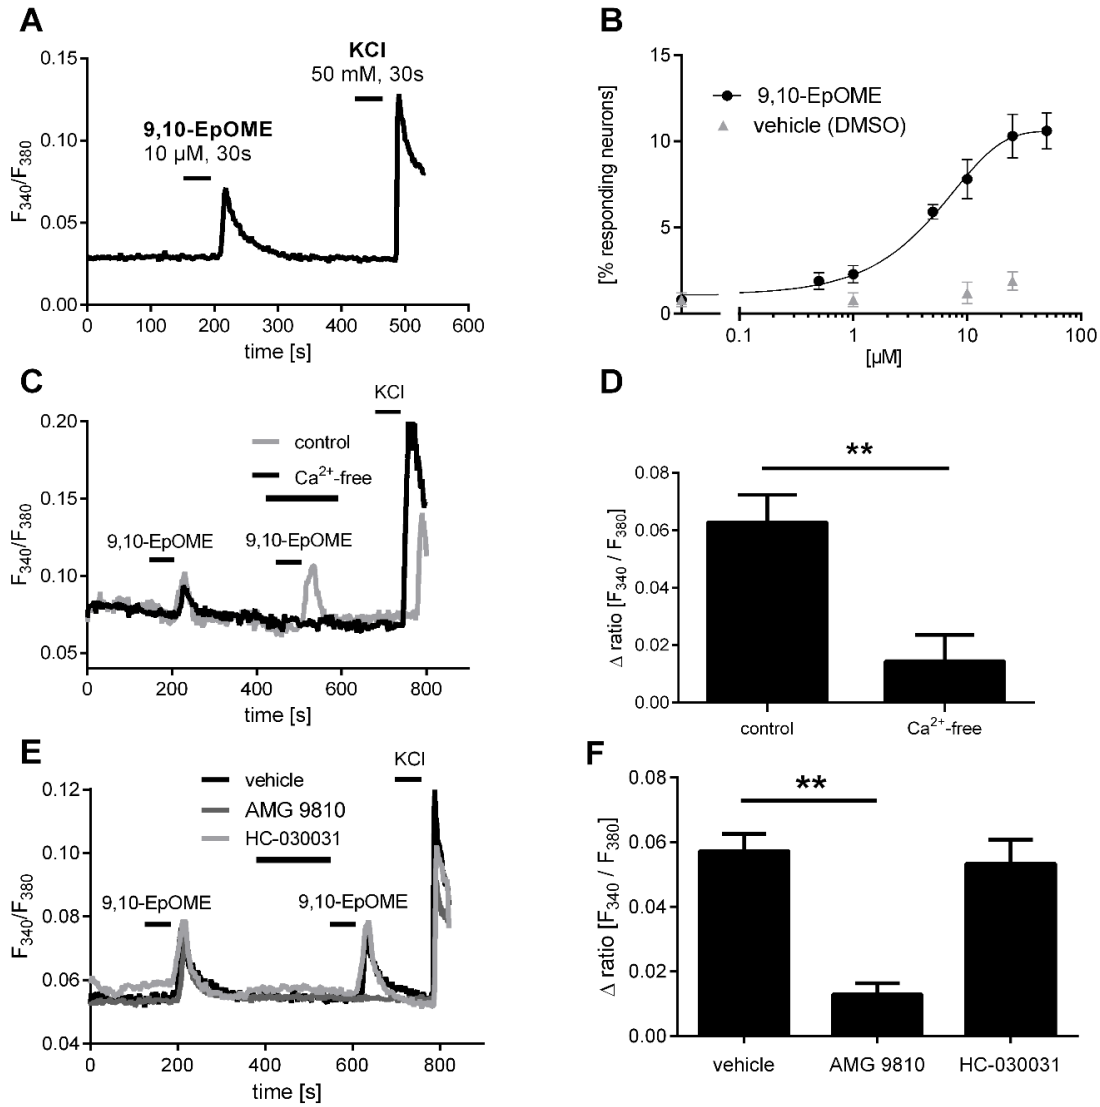 A
KCl
50 mM, 30s
9,10-EpOME
10 µM, 30s
F340/F380
0.15
0.10
0.05
0.00
0 100 200 300 400 500 600
time [s]
B
9,10-EpOME
vehicle (DMSO)
[% responding neurons]
15
10
5
0
0 0.1 1 10 100
[µM]
C
KCl
control
Ca2+-free
9,10-EpOME 9,10-EpOME
F340/F380
0.20
0.15
0.10
0.05
0 200 400 600 800
time [s]
D
**
Δ ratio [F340 / F380]
0.08
0.06
0.04
0.02
0.00
control Ca2+-free
E
KCl
vehicle
AMG 9810
HC-030031
9,10-EpOME 9,10-EpOME
F340/F380
0.12
0.10
0.08
0.06
0.04
0 200 400 600 800
time [s]
F
**
Δ ratio [F340 / F380]
0.08
0.06
0.04
0.02
0.00
vehicle AMG 9810 HC-030031